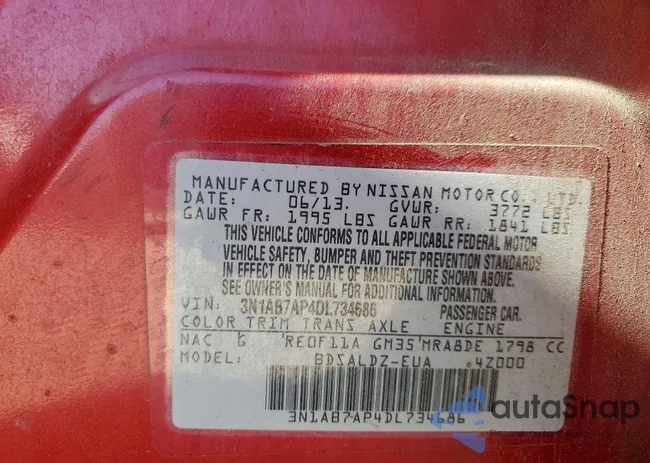 MANUFACTURED BY NISSAN MOTOR CO., LTD.
DATE: 06/13. GVWR: 3772 LBS
GAWR FR: 1995 LBS GAWR RR: 1841 LBS
THIS VEHICLE CONFORMS TO ALL APPLICABLE FEDERAL MOTOR
VEHICLE SAFETY, BUMPER AND THEFT PREVENTION STANDARDS
IN EFFECT ON THE DATE OF MANUFACTURE SHOWN ABOVE.
SEE OWNER'S MANUAL FOR ADDITIONAL INFORMATION.
VIN: 3N1AB7AP4DL734686 PASSENGER CAR.
COLOR TRIM TRANS AXLE ENGINE
NAC RE0F11A GM35 MRA8DE 1798 CC
MODEL: BDSALDZ-EUA .4Z000
3N1AB7AP4DL734686
autoSnap